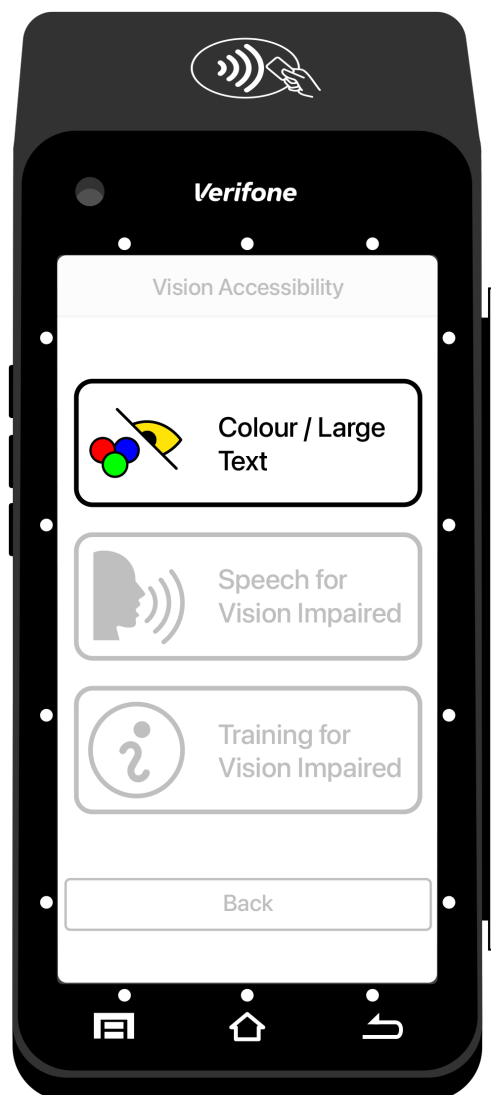 Verifone
Vision Accessibility
Colour / Large
Text
Speech for
Vision Impaired
Training for
Vision Impaired
Back